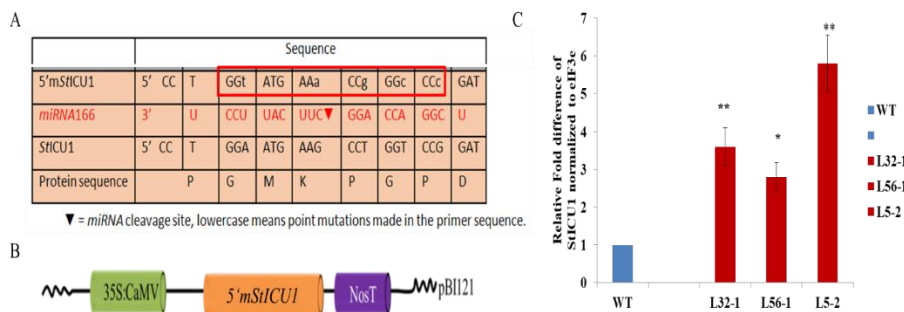 A
Sequence
5'mStICU1 5' CC T GGt ATG AAa CCg GGc CCc GAT
miRNA166 3' U CCU UAC UUC▼ GGA CCA GGC U
StICU1 5' CC T GGA ATG AAG CCT GGT CCG GAT
Protein sequence P G M K P G P D
▼ = miRNA cleavage site, lowercase means point mutations made in the primer sequence.
B
35S:CaMV 5'mStICU1 NosT pBI121
C
Relative Fold difference of
StICU1 normalized to eIF3e
7
6
5
4
3
2
1
0
**
*
**
WT L32-1 L56-1 L5-2
WT
L32-1
L56-1
L5-2